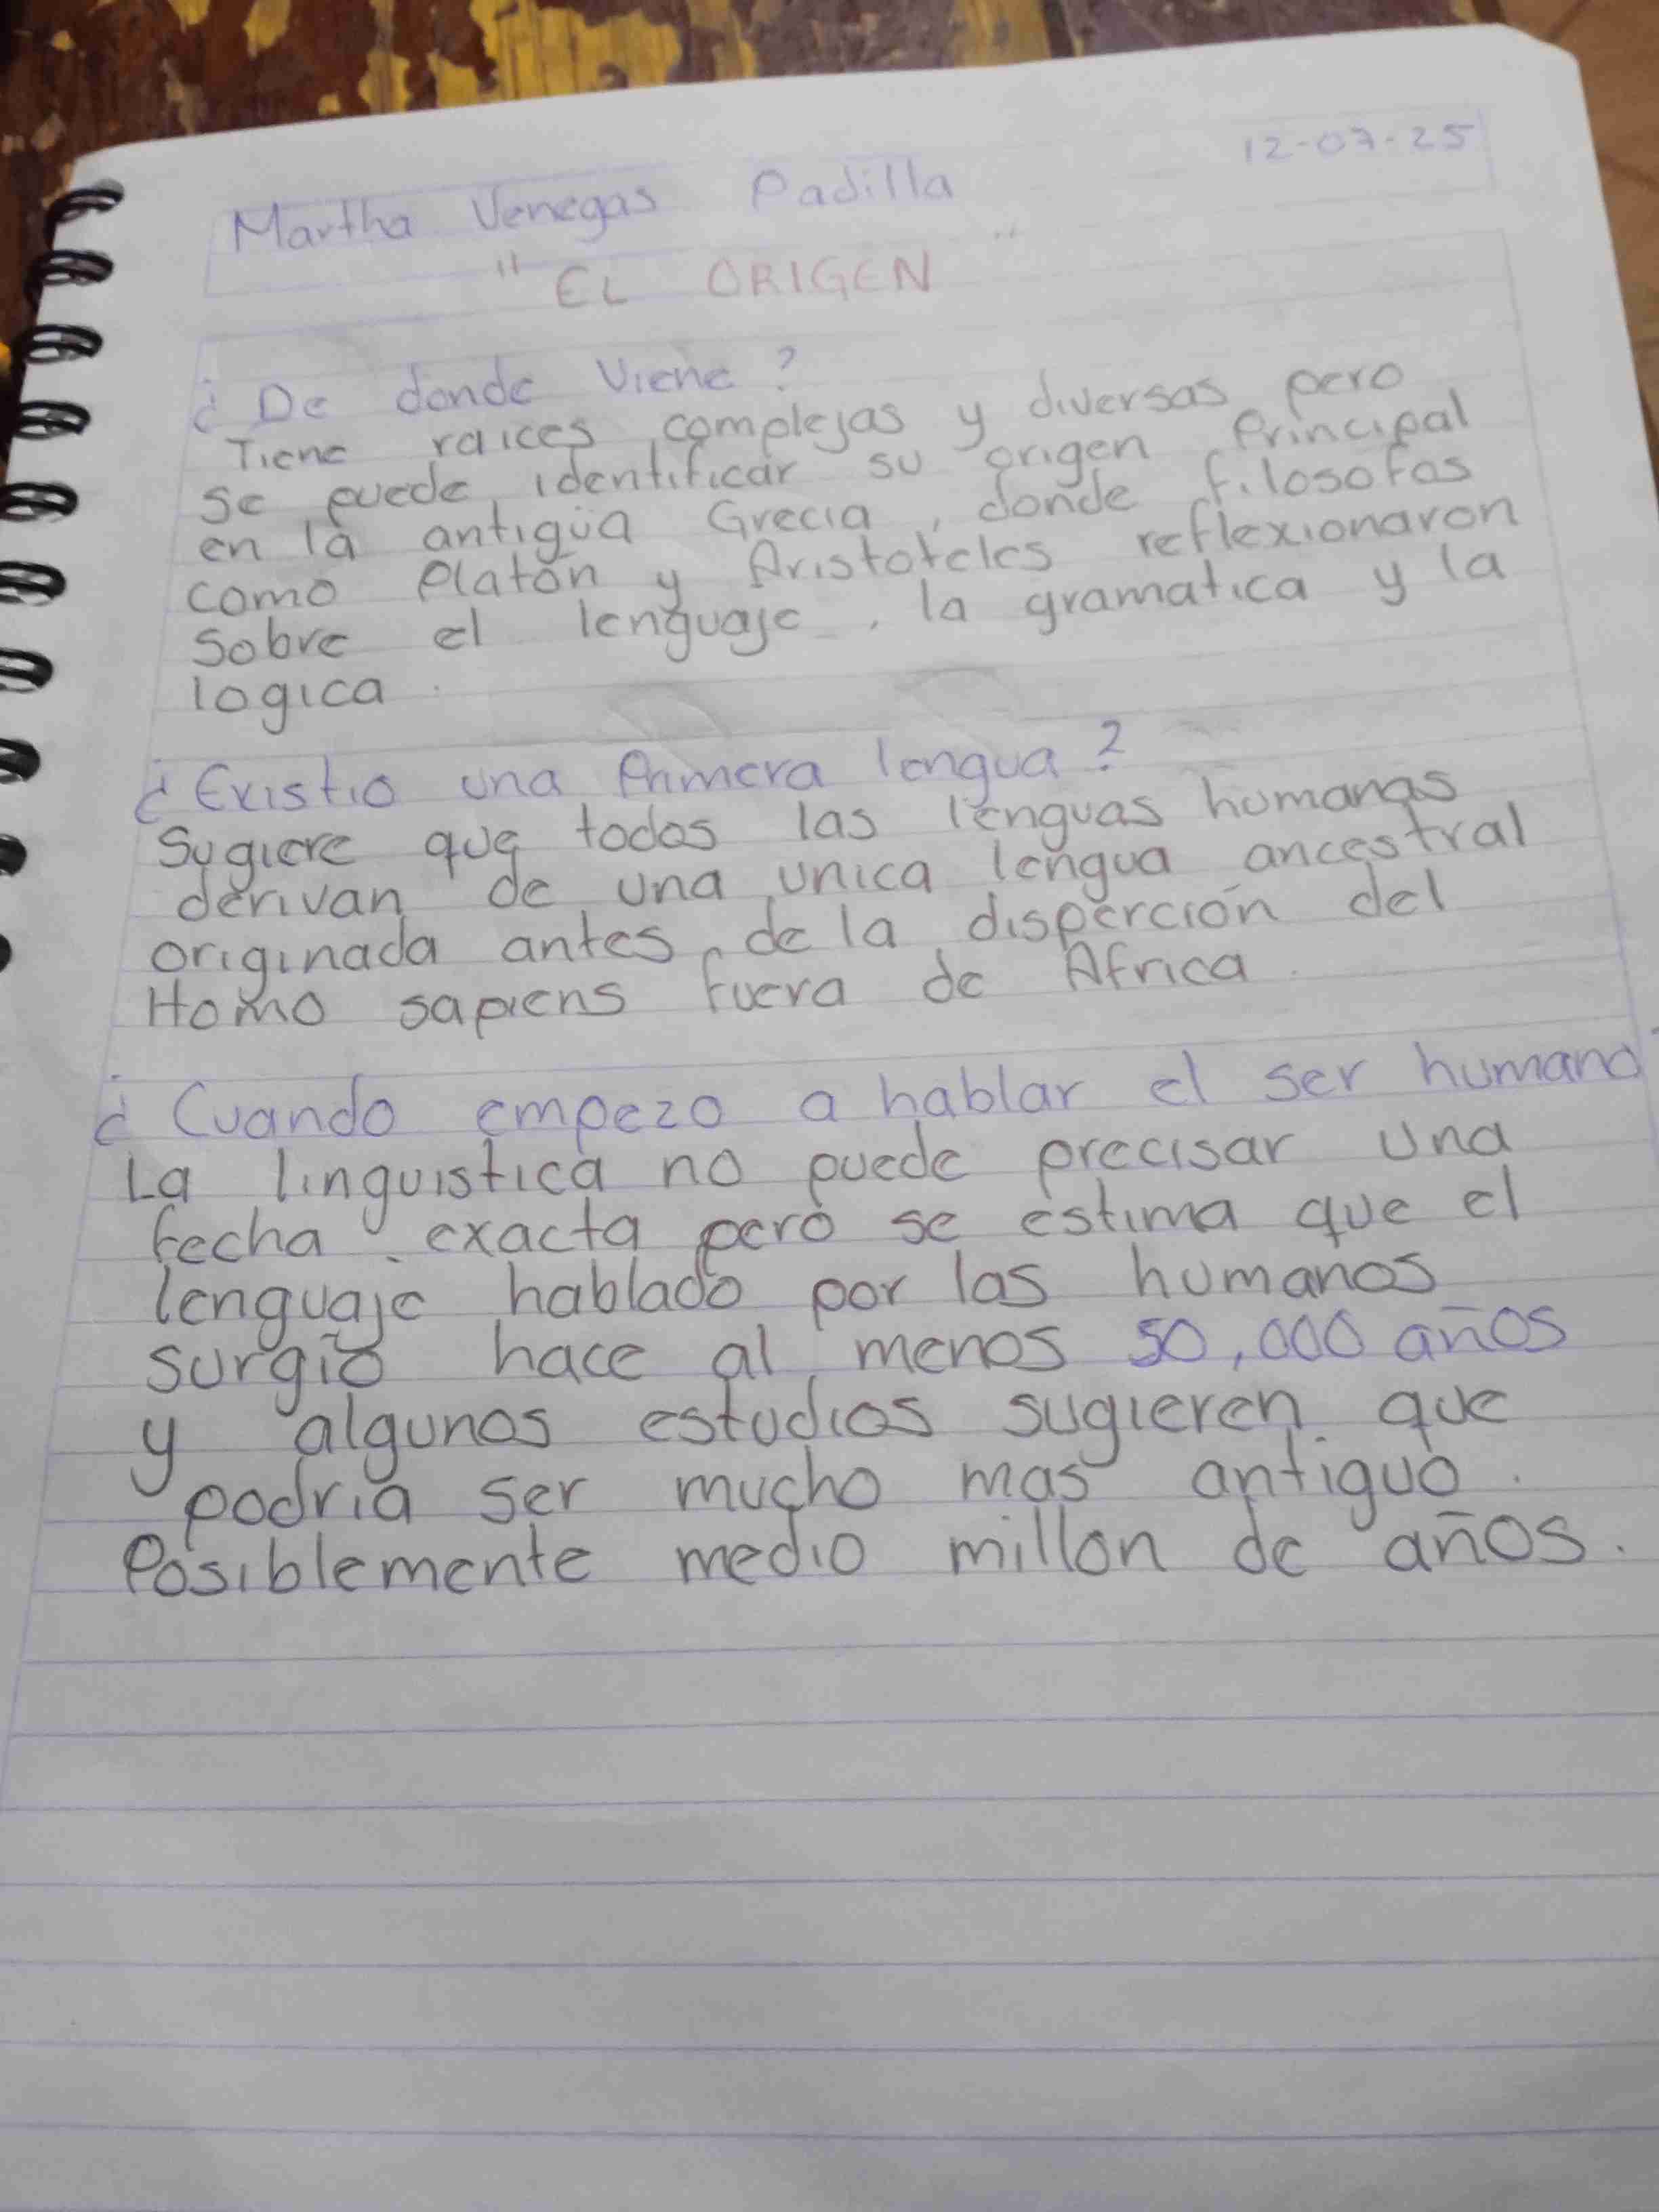 12-07-25
Martha Venegas Padilla
" EL ORIGEN "
¿ De donde Viene ?
Tiene raices complejas y diversas pero
se puede identificar su origen Principal
en la antigüa Grecia, donde filosofos
como Platón y Aristoteles reflexionaron
sobre el lenguaje, la gramatica y la
logica.
¿ Existio una Primera lengua ?
Sugiere que todos las lenguas humanas
derivan de una unica lengua ancestral
originada antes de la disperción del
Homo sapiens fuera de Africa.
¿ Cuando empezo a hablar el ser humano
La linguistica no puede precisar una
fecha exacta pero se estima que el
lenguaje hablado por los humanos
surgió hace al menos 50,000 años
y algunos estudios sugieren que
podria ser mucho mas antiguo.
Posiblemente medio millon de años.